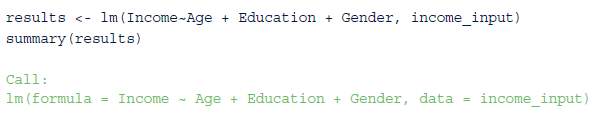 results <- lm(Income~Age + Education + Gender, income_input)
summary(results)
Call:
lm(formula = Income ~ Age + Education + Gender, data = income_input)